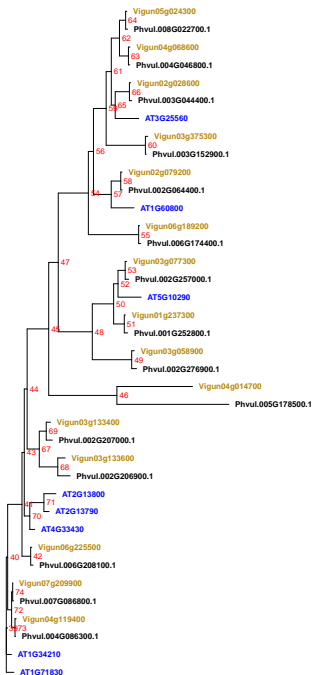 Vigun05g024300
64
Phvul.008G022700.1
62
Vigun04g068600
63
Phvul.004G046800.1
61
Vigun02g028600
66
Phvul.003G044400.1
65
AT3G25560
Vigun03g375300
60
56
Phvul.003G152900.1
Vigun02g079200
58
Phvul.002G064400.1
57
54
AT1G60800
Vigun06g189200
55
Phvul.006G174400.1
47
Vigun03g077300
53
Phvul.002G257000.1
52
AT5G10290
50
Vigun01g237300
51
48
Phvul.001G252800.1
45
Vigun03g058900
49
Phvul.002G276900.1
44
Vigun04g014700
46
Phvul.005G178500.1
Vigun03g133400
69
Phvul.002G207000.1
67
43
Vigun03g133600
68
Phvul.002G206900.1
AT2G13800
71
AT2G13790
70
AT4G33430
Vigun06g225500
40
42
Phvul.006G208100.1
Vigun07g209900
74
Phvul.007G086800.1
72
Vigun04g119400
73
Phvul.004G086300.1
AT1G34210
AT1G71830